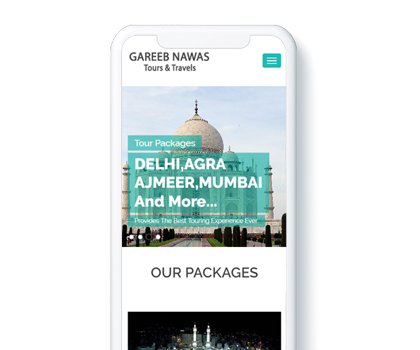 GAREEB NAWAS
Tours & Travels
Tour Packages
DELHI,AGRA
AJMEER,MUMBAI
And More...
Provides The Best Touring Experience Ever
OUR PACKAGES